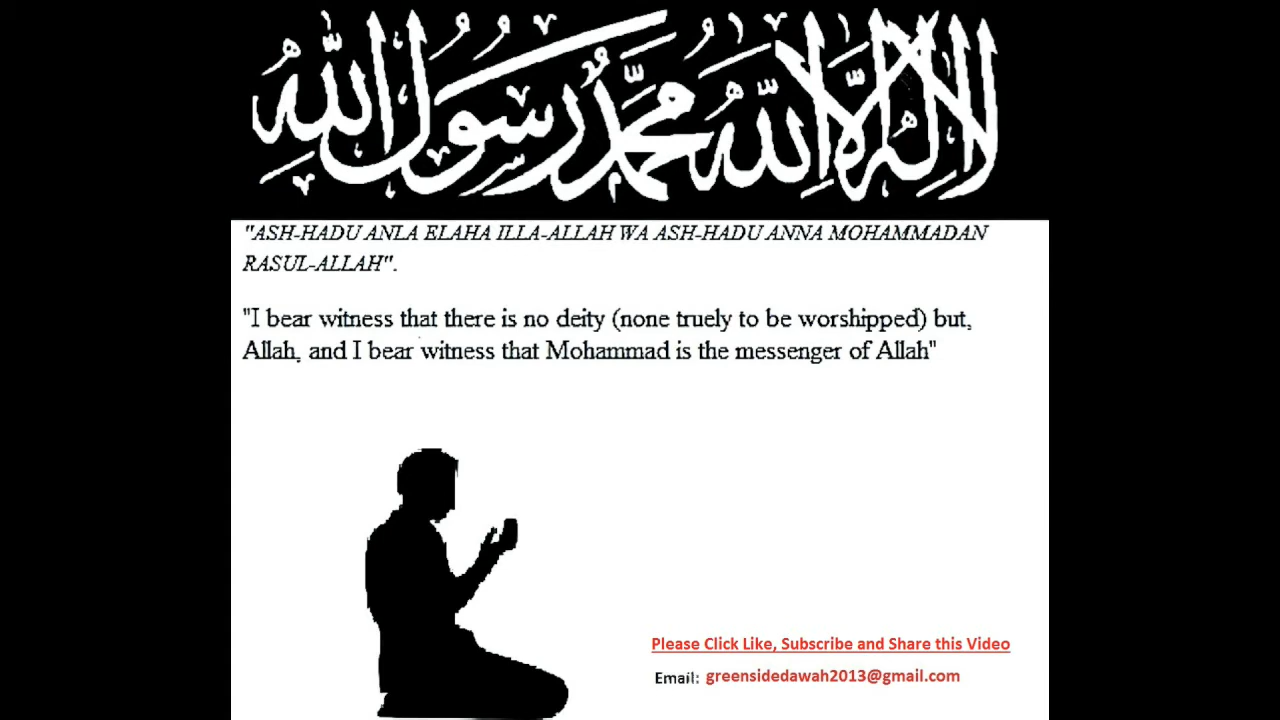 لا إله إلا الله محمد رسول الله
"ASH-HADU ANLA ELAHA ILLA-ALLAH WA ASH-HADU ANNA MOHAMMADAN
RASUL-ALLAH".
"I bear witness that there is no deity (none truely to be worshipped) but,
Allah, and I bear witness that Mohammad is the messenger of Allah"
Please Click Like, Subscribe and Share this Video
Email: greensidedawah2013@gmail.com